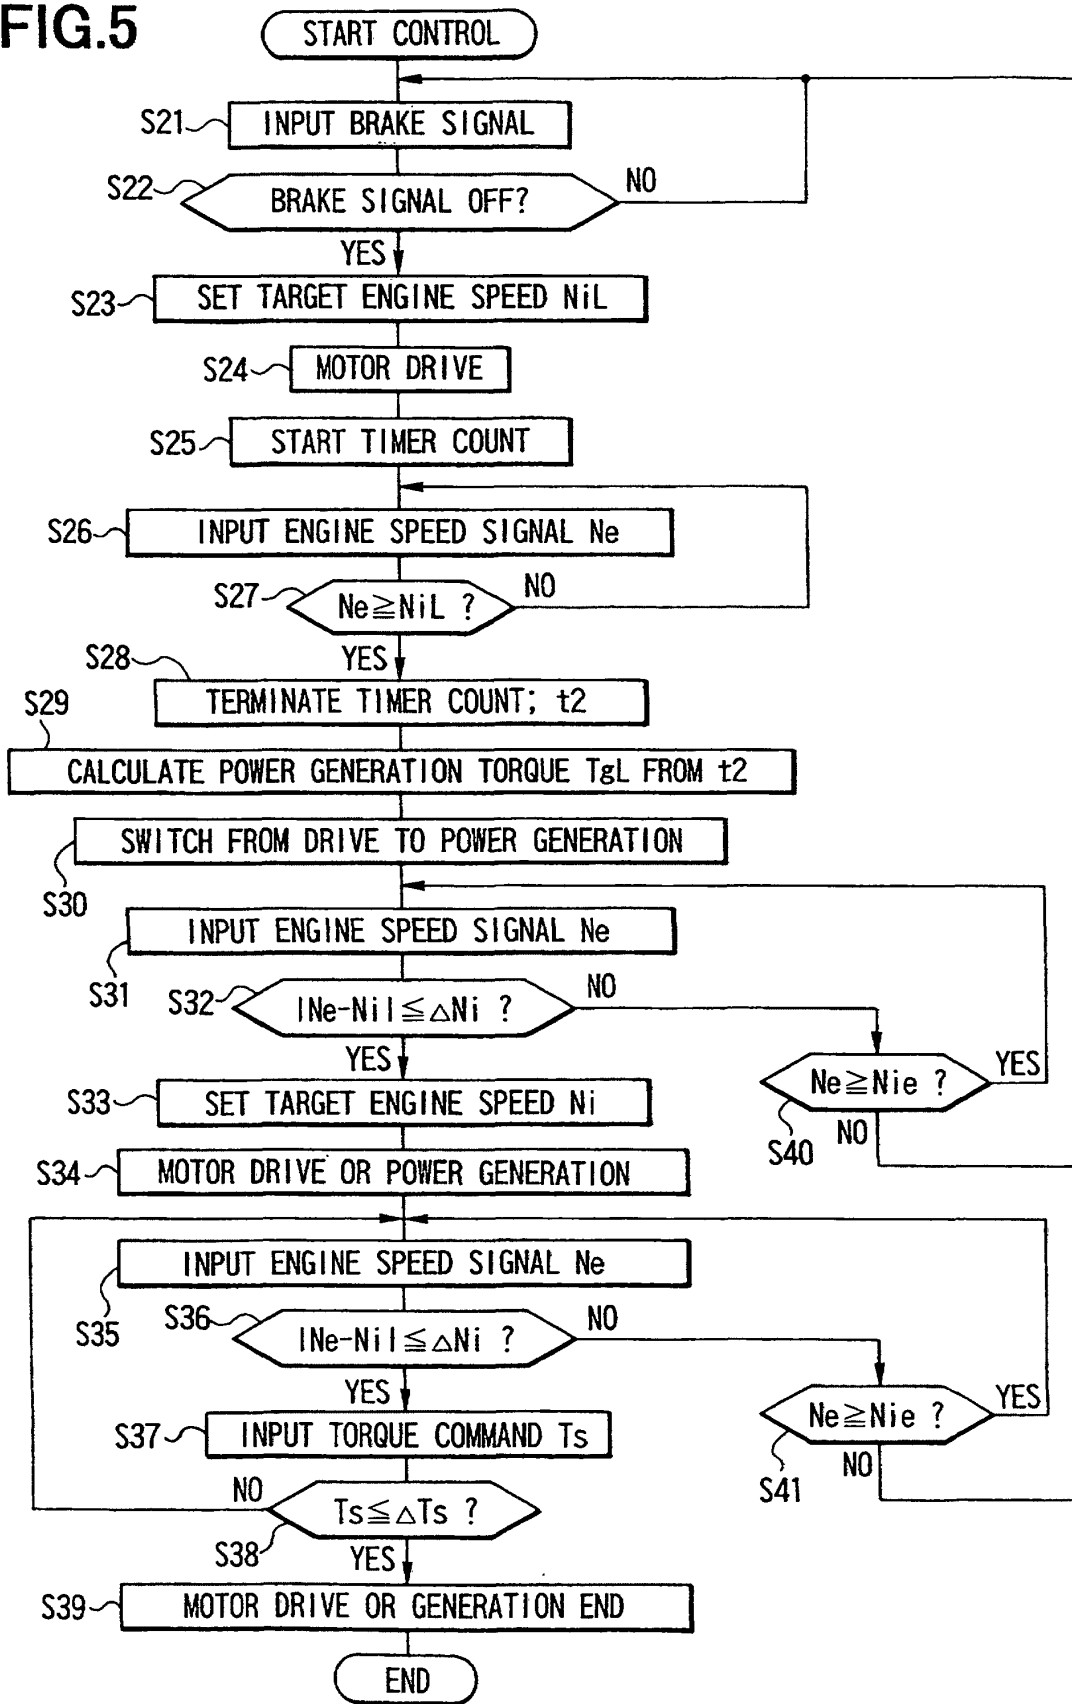 FIG.5
START CONTROL
S21
INPUT BRAKE SIGNAL
S22
BRAKE SIGNAL OFF?
NO
YES
S23
SET TARGET ENGINE SPEED NiL
S24
MOTOR DRIVE
S25
START TIMER COUNT
S26
INPUT ENGINE SPEED SIGNAL Ne
S27
Ne≧NiL ?
NO
YES
S28
TERMINATE TIMER COUNT; t2
S29
CALCULATE POWER GENERATION TORQUE TgL FROM t2
SWITCH FROM DRIVE TO POWER GENERATION
S30
INPUT ENGINE SPEED SIGNAL Ne
S31
S32
|Ne-Ni|≦△Ni ?
NO
YES
Ne≧Nie ?
YES
S40
NO
S33
SET TARGET ENGINE SPEED Ni
S34
MOTOR DRIVE OR POWER GENERATION
INPUT ENGINE SPEED SIGNAL Ne
S35
S36
|Ne-Ni|≦△Ni ?
NO
YES
Ne≧Nie ?
YES
S41
NO
S37
INPUT TORQUE COMMAND Ts
NO
Ts≦△Ts ?
S38
YES
S39
MOTOR DRIVE OR GENERATION END
END